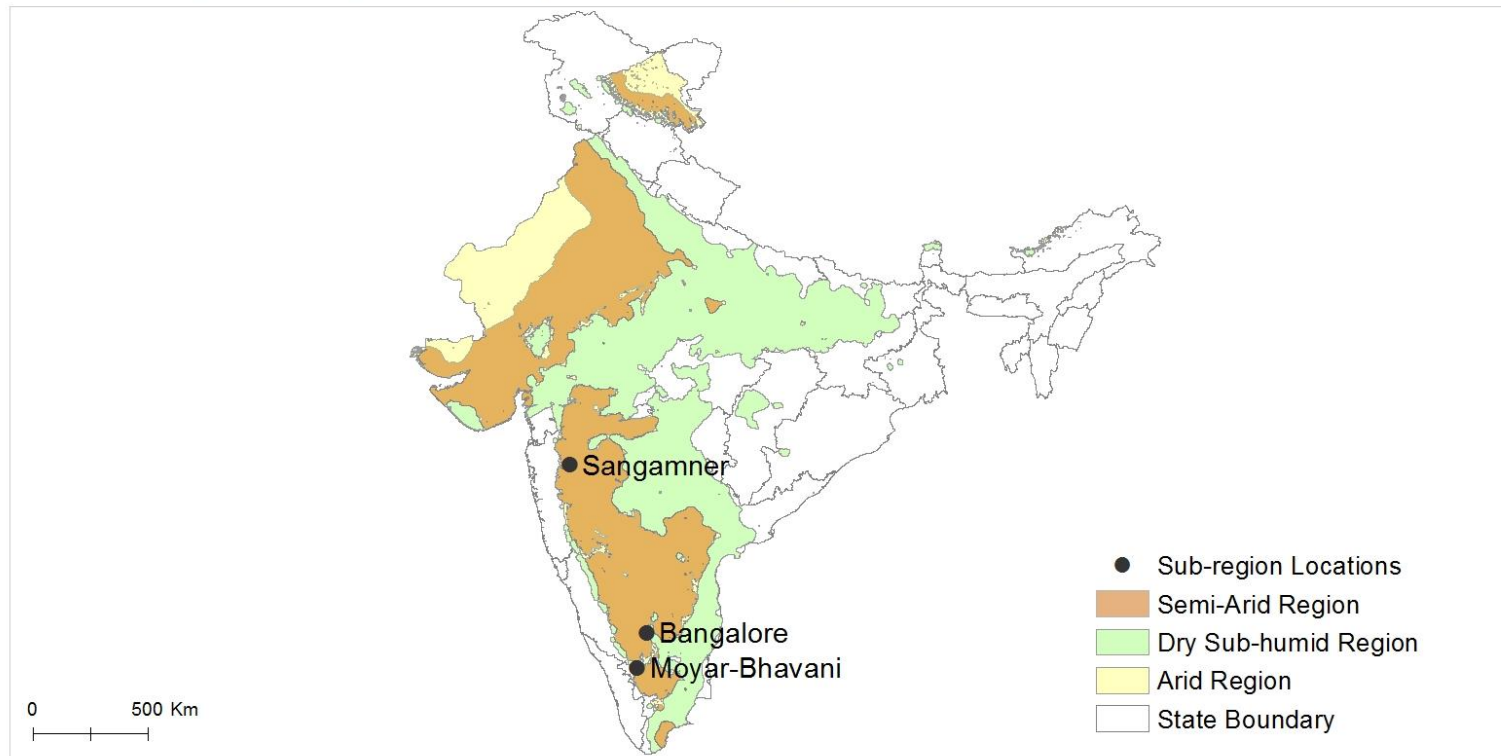 Sangamner
Bangalore
Moyar-Bhavani
Sub-region Locations
Semi-Arid Region
Dry Sub-humid Region
Arid Region
State Boundary
0 500 Km